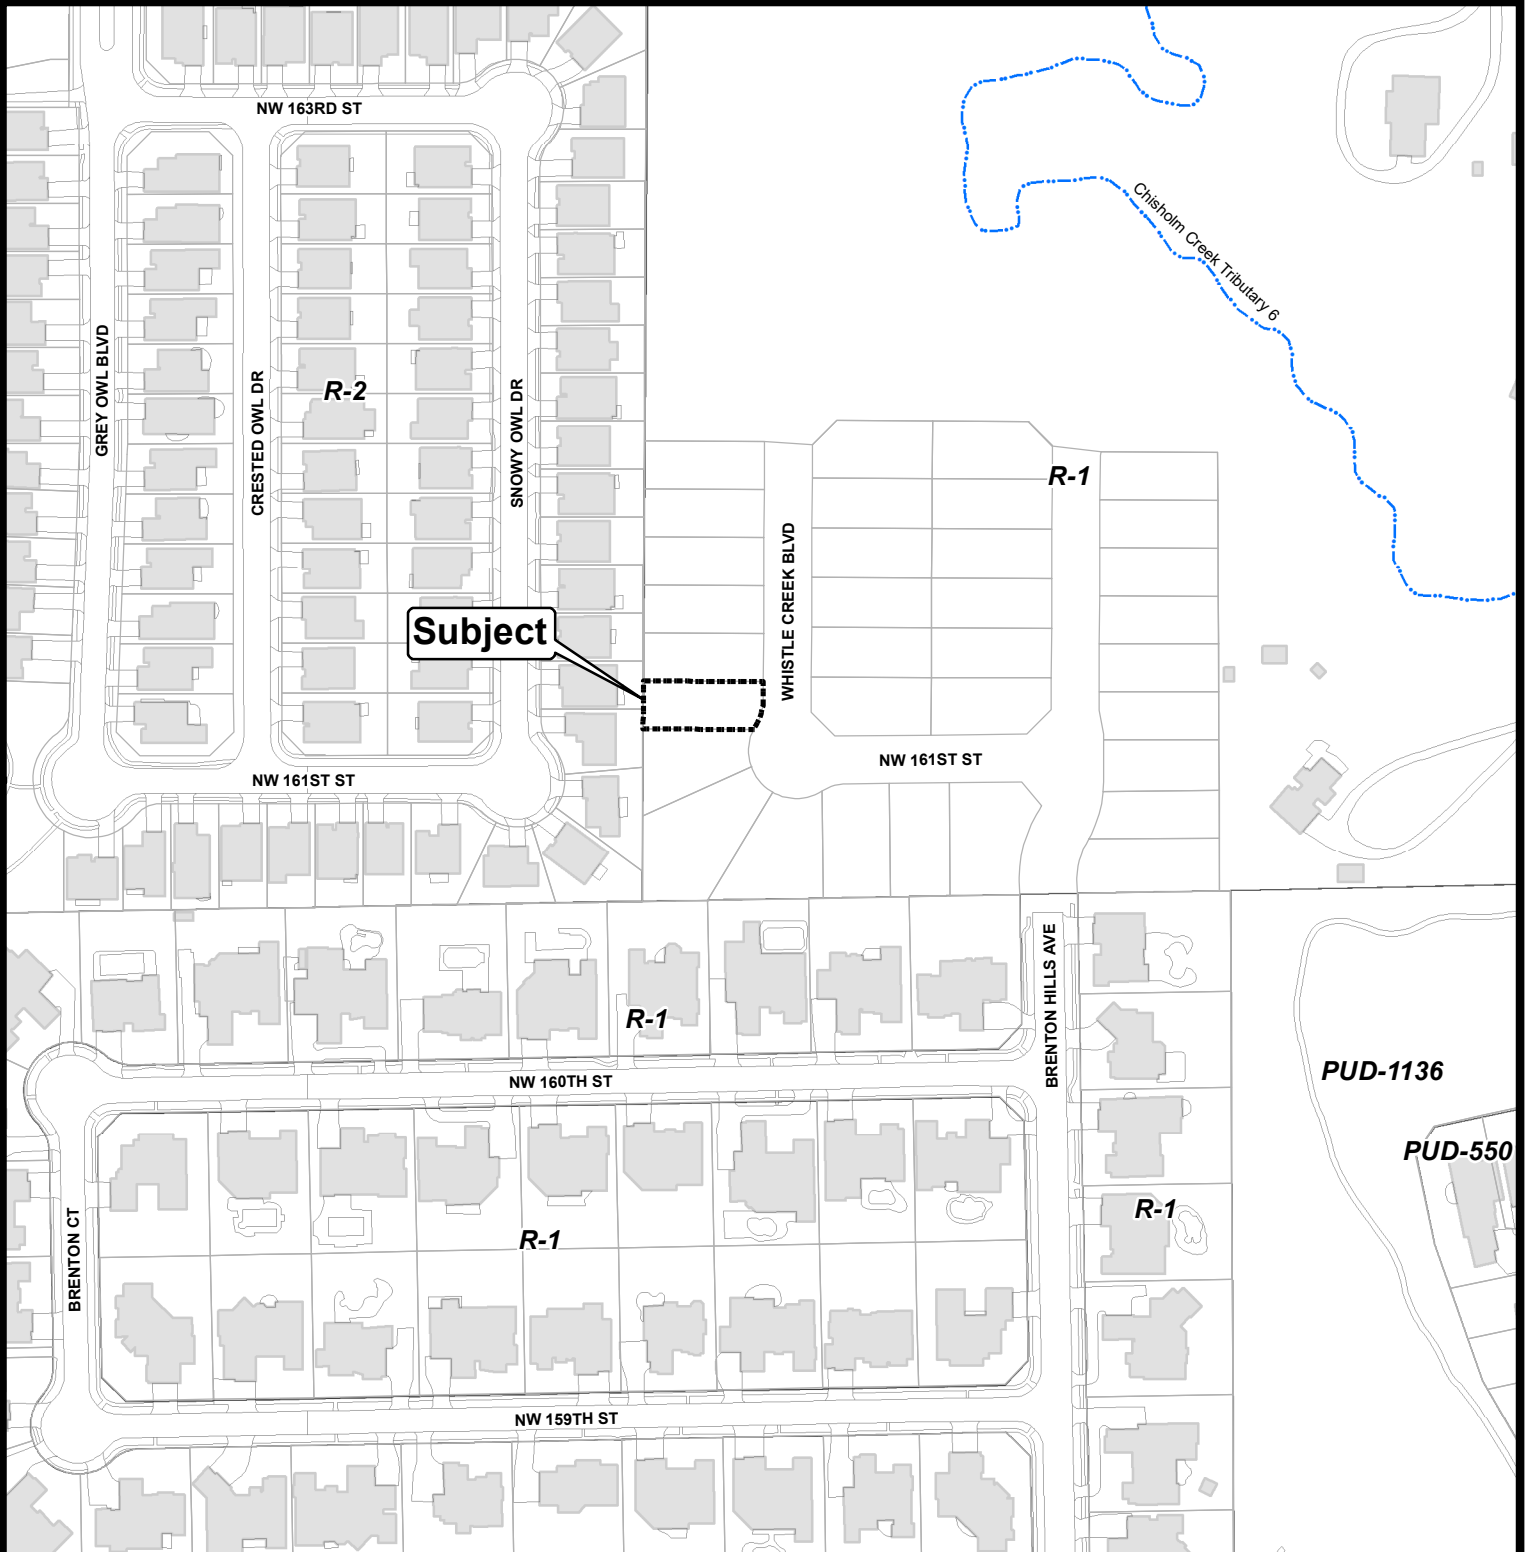 NW 163RD ST
Chisholm Creek Tributary 6
GREY OWL BLVD
CRESTED OWL DR
R-2
SNOWY OWL DR
R-1
WHISTLE CREEK BLVD
Subject
NW 161ST ST
NW 161ST ST
BRENTON HILLS AVE
R-1
NW 160TH ST
PUD-1136
PUD-550
BRENTON CT
R-1
R-1
NW 159TH ST